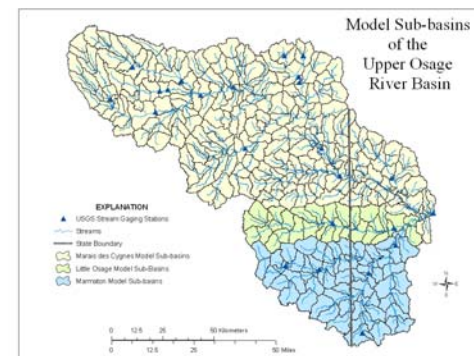 Model Sub-basins
of the
Upper Osage
River Basin
EXPLANATION
USGS Stream Gaging Stations
Streams
State Boundary
Marais des Cygnes Model Sub-basins
Little Osage Model Sub-Basins
Marmaton Model Sub-basins
0 12.5 25 50 Kilometers
0 12.5 25 50 Miles